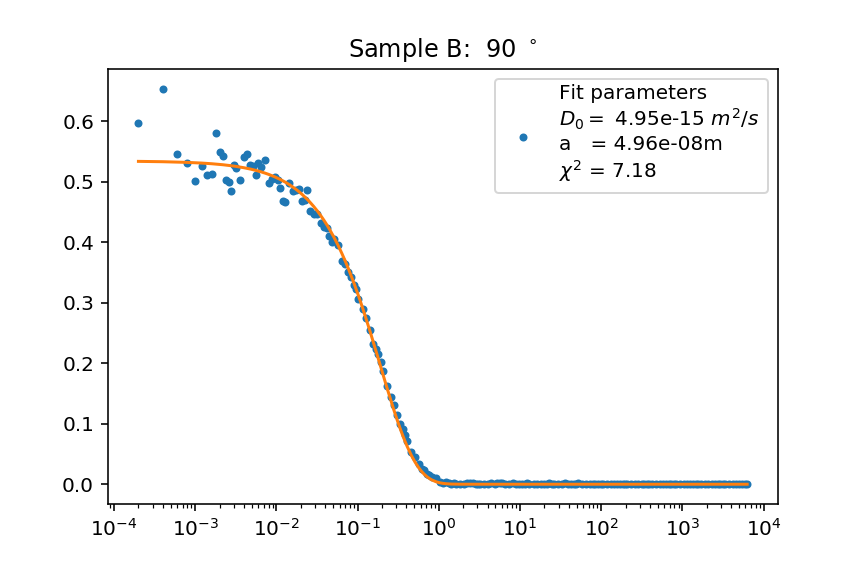 Sample B:  90 °
Fit parameters
D₀ = 4.95e-15 m²/s
a   = 4.96e-08m
χ² = 7.18
0.6
0.5
0.4
0.3
0.2
0.1
0.0
10⁻⁴ 10⁻³ 10⁻² 10⁻¹ 10⁰ 10¹ 10² 10³ 10⁴